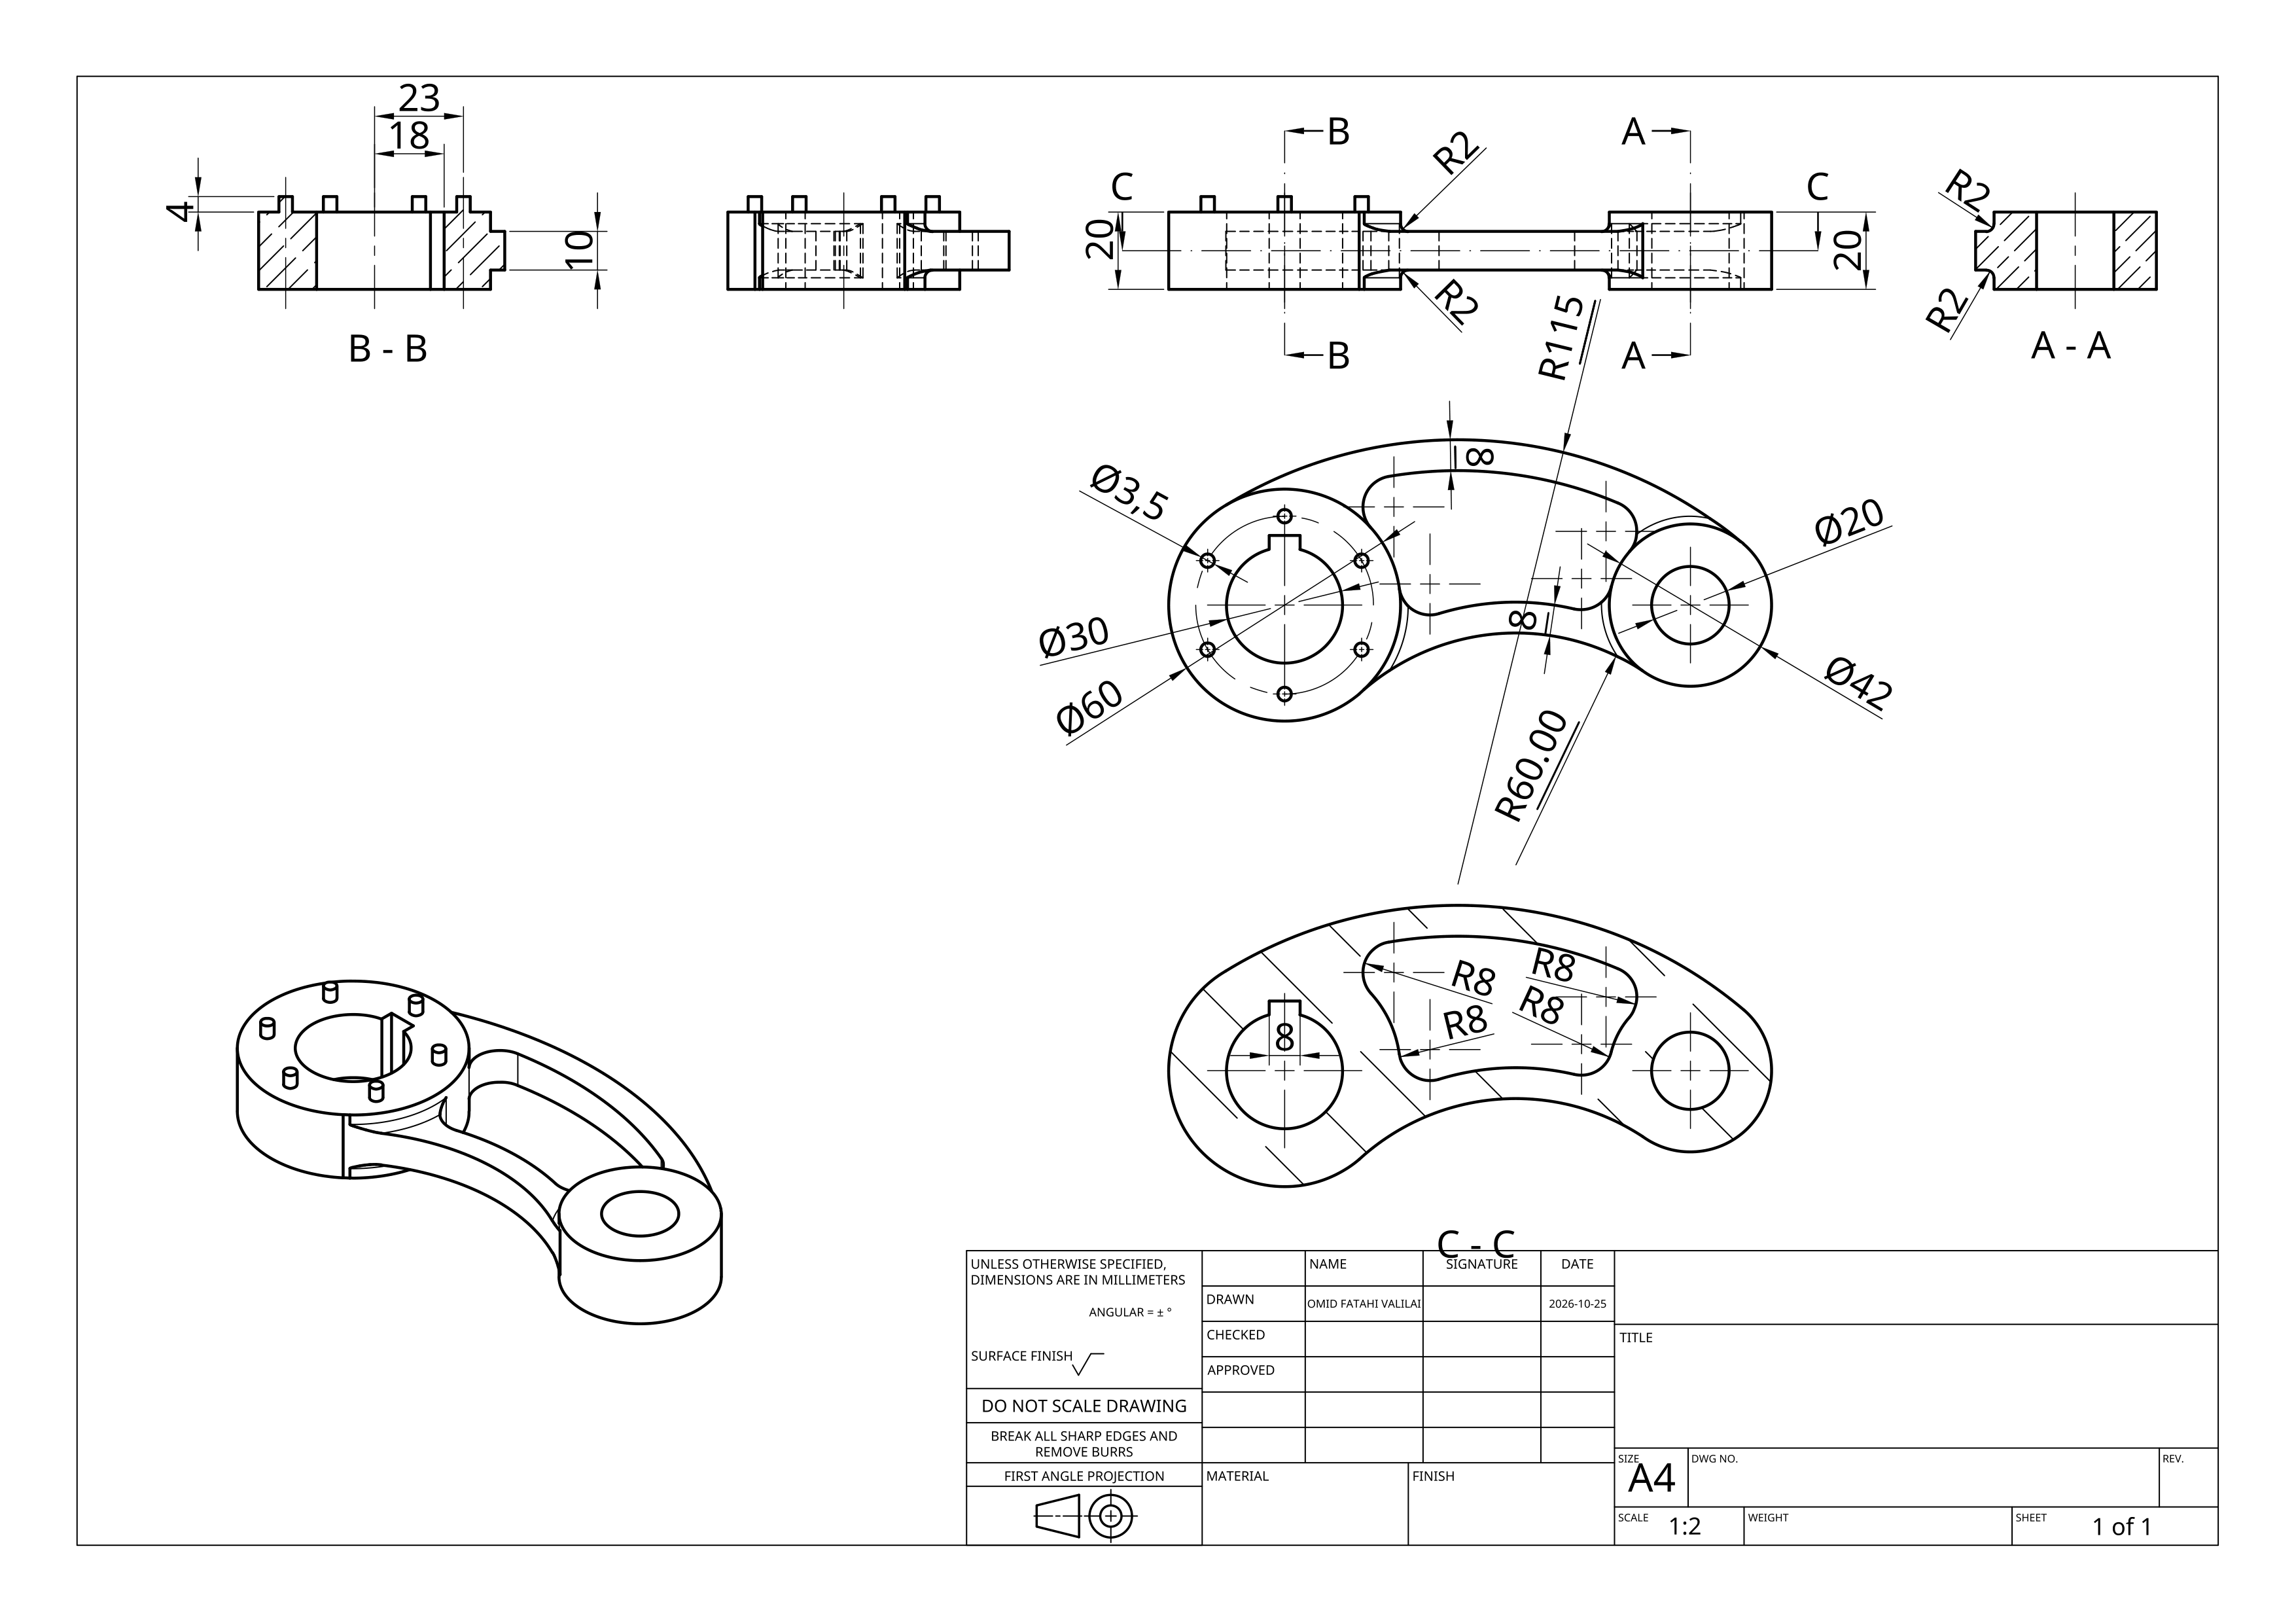 23
18
4
10
B - B
B
A
R2
C
C
20
20
R2
B
A
R115
R2
R2
A - A
8
Ø3,5
Ø20
Ø30
8
Ø60
Ø42
R60.00
R8
R8
R8
R8
8
C - C
UNLESS OTHERWISE SPECIFIED,
DIMENSIONS ARE IN MILLIMETERS
ANGULAR = ± °
SURFACE FINISH
DO NOT SCALE DRAWING
BREAK ALL SHARP EDGES AND
REMOVE BURRS
FIRST ANGLE PROJECTION
NAME SIGNATURE DATE
DRAWN OMID FATAHI VALILAI 2026-10-25
CHECKED
APPROVED
MATERIAL FINISH
TITLE
SIZE A4 DWG NO. REV.
SCALE 1:2 WEIGHT SHEET 1 of 1